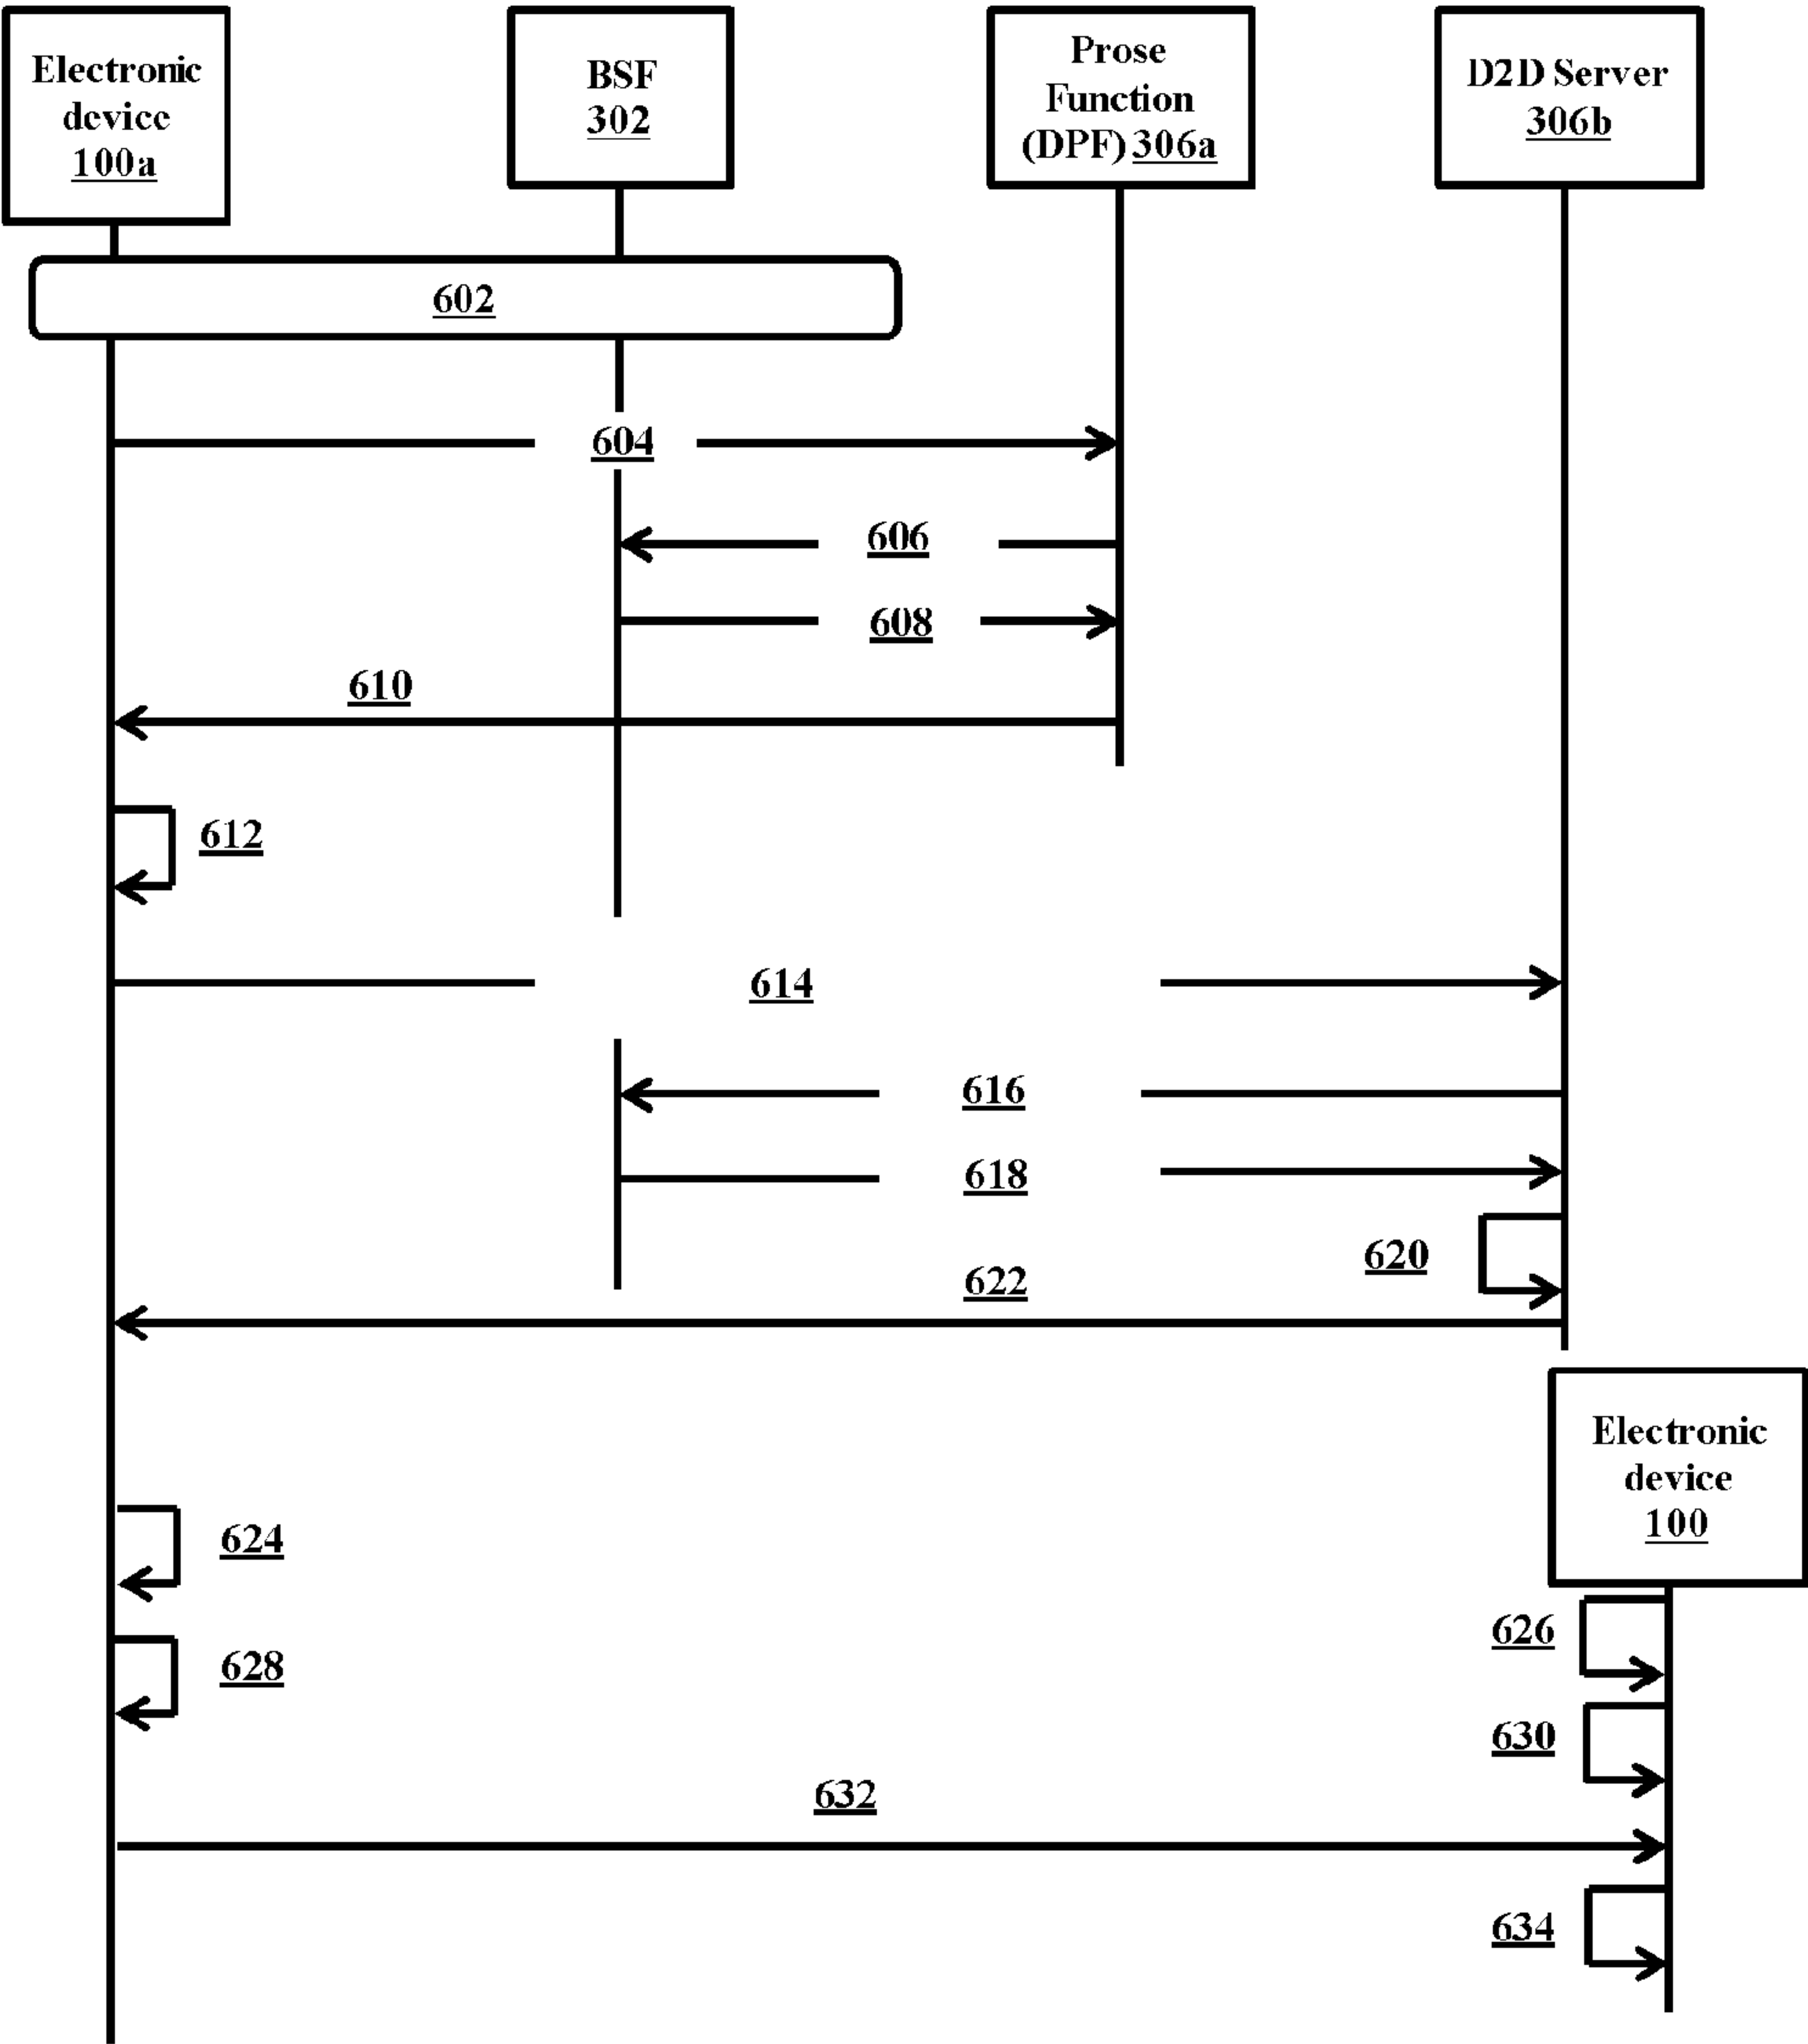 Electronic
device
100a
BSF
302
Prose
Function
(DPF) 306a
D2D Server
306b
602
604
606
608
610
612
614
616
618
620
622
Electronic
device
100
624
626
628
630
632
634